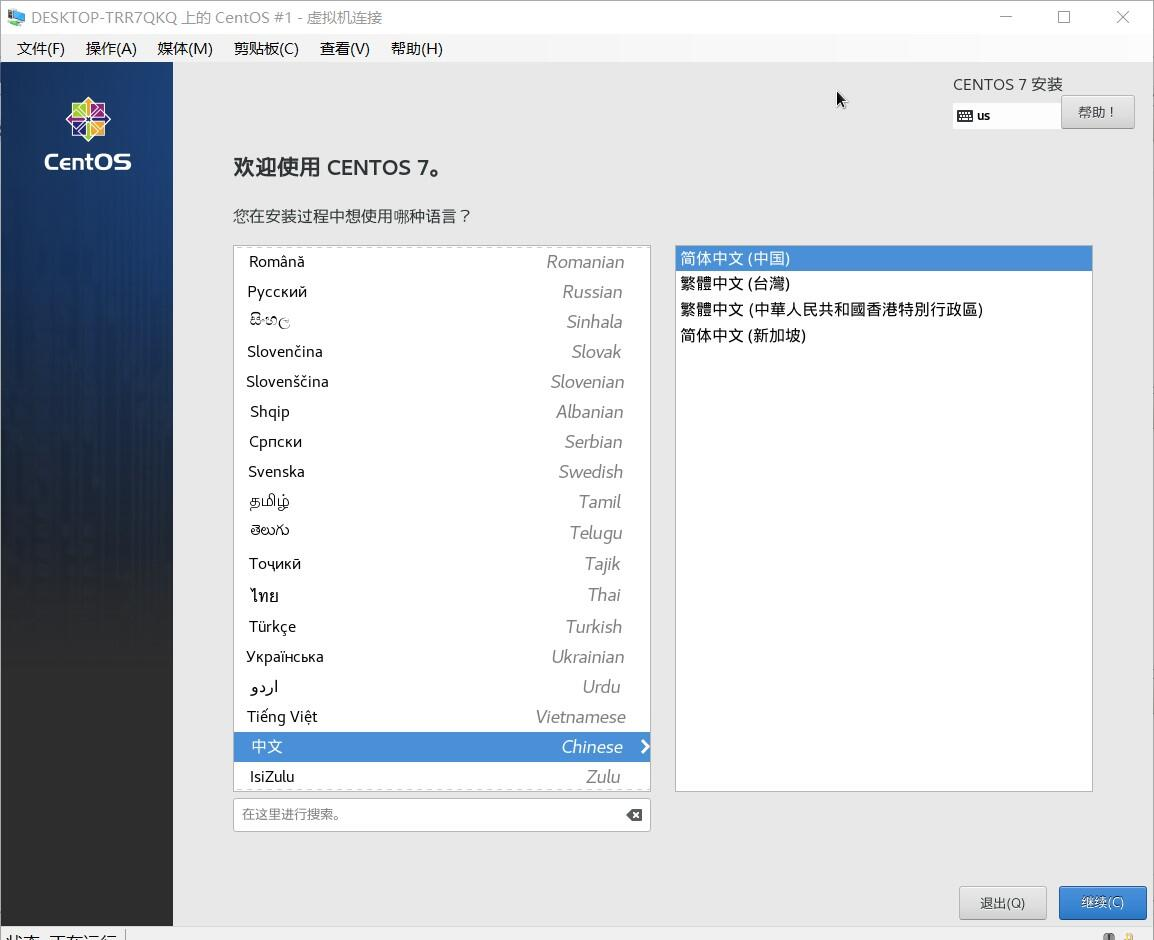 DESKTOP-TRR7QKQ 上的 CentOS #1 - 虚拟机连接
文件(F) 操作(A) 媒体(M) 剪贴板(C) 查看(V) 帮助(H)
CentOS
CENTOS 7 安装
us
帮助！
欢迎使用 CENTOS 7。
您在安装过程中想使用哪种语言？
Română Romanian
Русский Russian
සිංහල Sinhala
Slovenčina Slovak
Slovenščina Slovenian
Shqip Albanian
Српски Serbian
Svenska Swedish
தமிழ் Tamil
తెలుగు Telugu
Тоҷикӣ Tajik
ไทย Thai
Türkçe Turkish
Українська Ukrainian
اردو Urdu
Tiếng Việt Vietnamese
中文 Chinese
IsiZulu Zulu
在这里进行搜索。
简体中文 (中国)
繁體中文 (台灣)
繁體中文 (中華人民共和國香港特別行政區)
简体中文 (新加坡)
退出(Q) 继续(C)
状态: 正在运行